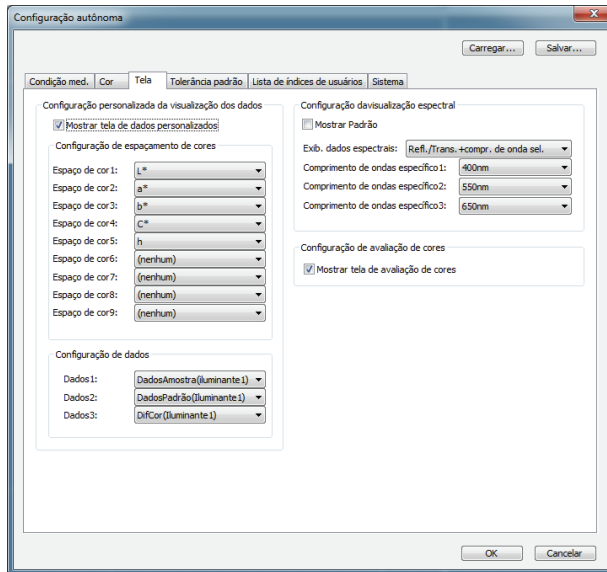 Configuração autônoma
Carregar... Salvar...
Condição med. Cor Tela Tolerância padrão Lista de índices de usuários Sistema
Configuração personalizada da visualização dos dados
Mostrar tela de dados personalizados
Configuração de espaçamento de cores
Espaço de cor1: L*
Espaço de cor2: a*
Espaço de cor3: b*
Espaço de cor4: C*
Espaço de cor5: h
Espaço de cor6: (nenhum)
Espaço de cor7: (nenhum)
Espaço de cor8: (nenhum)
Espaço de cor9: (nenhum)
Configuração de dados
Dados1: DadosAmostra(iluminante1)
Dados2: DadosPadrão(Iluminante1)
Dados3: DifCor(Iluminante1)
Configuração davisualização espectral
Mostrar Padrão
Exib. dados espectrais: Refl./Trans.+compr. de onda sel.
Comprimento de ondas específico1: 400nm
Comprimento de ondas específico2: 550nm
Comprimento de ondas específico3: 650nm
Configuração de avaliação de cores
Mostrar tela de avaliação de cores
OK Cancelar